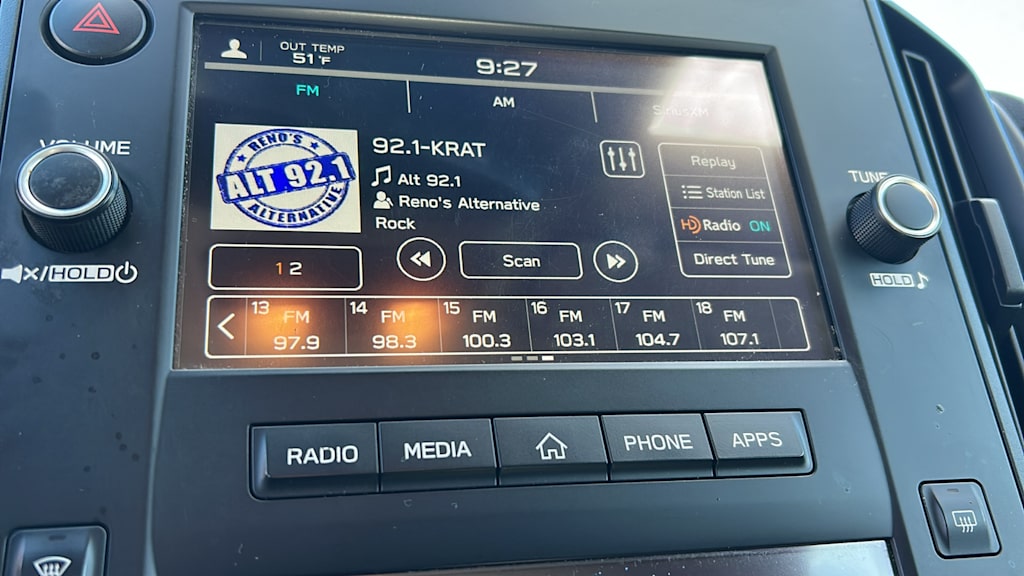 OUT TEMP
51°F
9:27
FM
AM
SiriusXM
VOLUME
RENO'S
ALT 92.1
ALTERNATIVE
92.1-KRAT
Alt 92.1
Reno's Alternative
Rock
Replay
Station List
HD Radio ON
Direct Tune
TUNE
/HOLD
HOLD
1 2
Scan
13 14 15 16 17 18
FM FM FM FM FM FM
97.9 98.3 100.3 103.1 104.7 107.1
RADIO MEDIA PHONE APPS